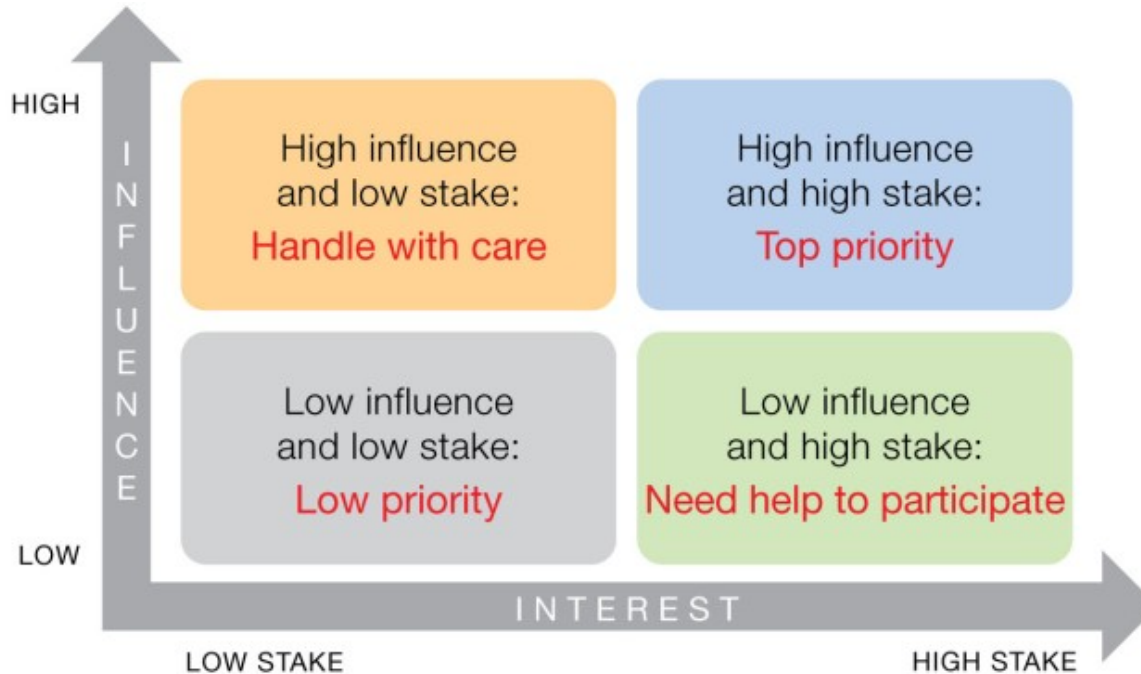 HIGH
INFLUENCE
LOW
High influence
and low stake:
Handle with care
High influence
and high stake:
Top priority
Low influence
and low stake:
Low priority
Low influence
and high stake:
Need help to participate
INTEREST
LOW STAKE
HIGH STAKE